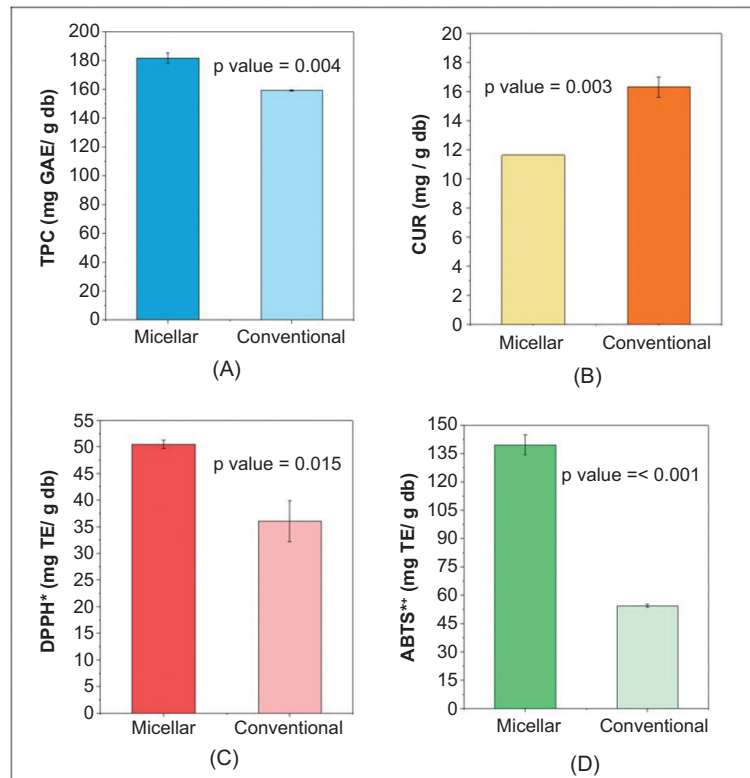 TPC (mg GAE/ g db)
200
180
160
140
120
100
80
60
40
20
0
p value = 0.004
Micellar Conventional
(A)
CUR (mg / g db)
20
18
16
14
12
10
8
6
4
2
0
p value = 0.003
Micellar Conventional
(B)
DPPH* (mg TE/ g db)
55
50
45
40
35
30
25
20
15
10
5
0
p value = 0.015
Micellar Conventional
(C)
ABTS*+ (mg TE/ g db)
150
135
120
105
90
75
60
45
30
15
0
p value =< 0.001
Micellar Conventional
(D)